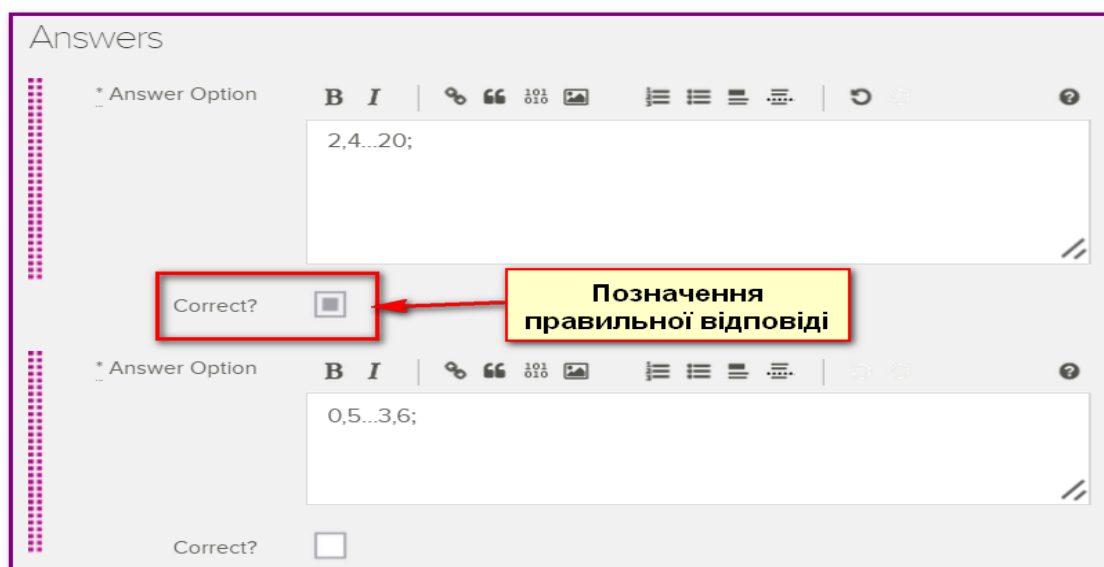 Answers
* Answer Option
B I
2,4...20;
Correct?
Позначення
правильної відповіді
* Answer Option
B I
0,5...3,6;
Correct?